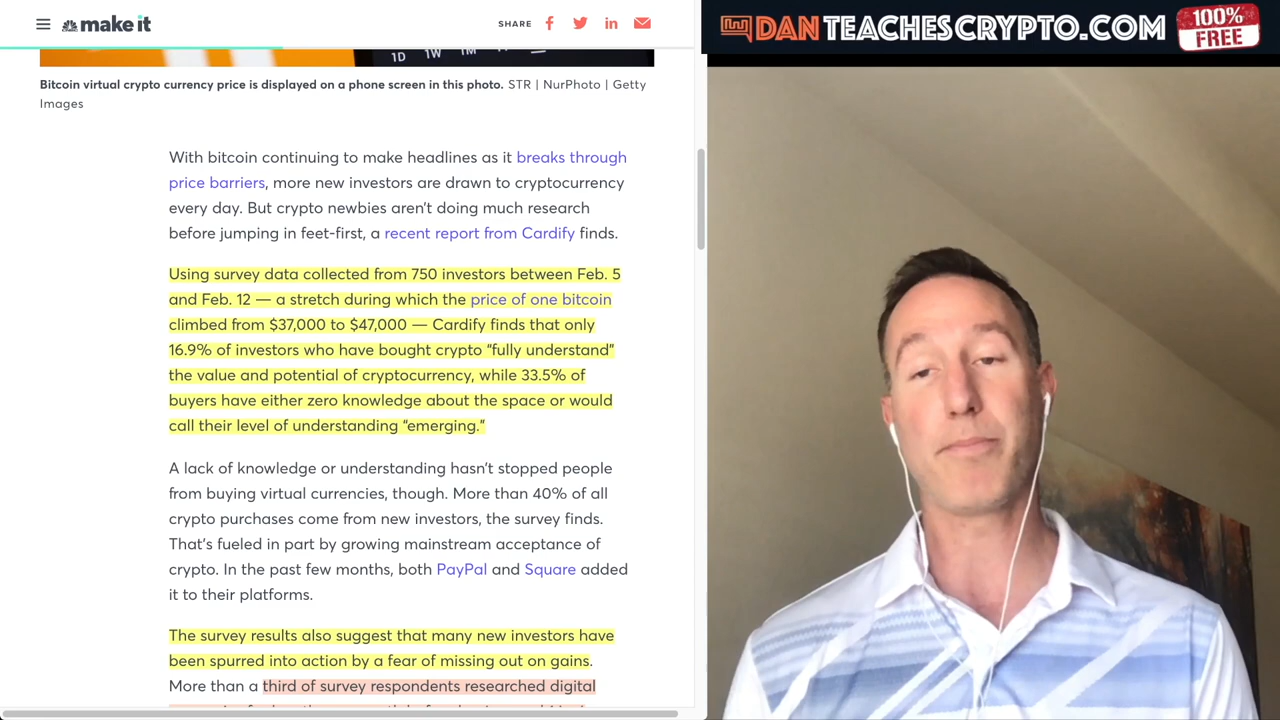 make it
SHARE
DANTEACHESCRYPTO.COM
100%
FREE
1D 1W 1M
Bitcoin virtual crypto currency price is displayed on a phone screen in this photo. STR | NurPhoto | Getty
Images
With bitcoin continuing to make headlines as it breaks through
price barriers, more new investors are drawn to cryptocurrency
every day. But crypto newbies aren’t doing much research
before jumping in feet-first, a recent report from Cardify finds.
Using survey data collected from 750 investors between Feb. 5
and Feb. 12 — a stretch during which the price of one bitcoin
climbed from $37,000 to $47,000 — Cardify finds that only
16.9% of investors who have bought crypto “fully understand”
the value and potential of cryptocurrency, while 33.5% of
buyers have either zero knowledge about the space or would
call their level of understanding “emerging.”
A lack of knowledge or understanding hasn’t stopped people
from buying virtual currencies, though. More than 40% of all
crypto purchases come from new investors, the survey finds.
That’s fueled in part by growing mainstream acceptance of
crypto. In the past few months, both PayPal and Square added
it to their platforms.
The survey results also suggest that many new investors have
been spurred into action by a fear of missing out on gains.
More than a third of survey respondents researched digital